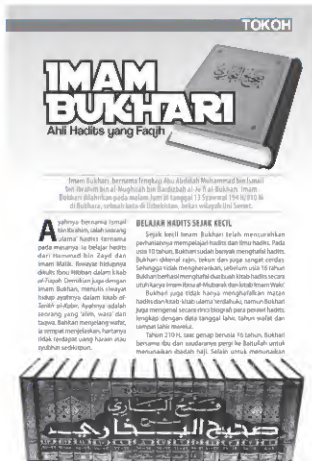 TOKOH
IMAM
BUKHARI
Ahli Hadits yang Faqih
Imam Bukhari, bernama lengkap Abu Abdillah Muhammad bin Ismail
bin Ibrahim bin al-Mughirah bin Bardizbah al-Ju'fi al-Bukhari. Imam
Bukhari dilahirkan pada malam Jum'at tanggal 13 Syawwal 194 H/810 M
di Bukhara, sebuah kota di Uzbekistan, bekas wilayah Uni Soviet.
Ayahnya bernama Ismail
bin Ibrahim, salah seorang
ulama' hadits ternama
pada masanya. Ia belajar hadits
dari Hammad bin Zayd dan
Imam Malik. Riwayat hidupnya
ditulis Ibnu Hibban dalam kitab
al-Tsiqah. Demikian juga dengan
Imam Bukhari, menulis riwayat
hidup ayahnya dalam kitab al-
Tarikh al-Kabir. Ayahnya adalah
seorang yang 'alim, wara' dan
taqwa. Bahkan menjelang wafat,
ia sempat menjelaskan, hartanya
tidak terdapat uang haram atau
syubhat sedikitpun.
BELAJAR HADITS SEJAK KECIL
Sejak kecil Imam Bukhari telah mencurahkan
perhatiannya mempelajari hadits dan ilmu hadits. Pada
usia 10 tahun, Bukhari sudah banyak menghafal hadits.
Bukhari dikenal rajin, tekun dan juga sangat cerdas.
Sehingga tidak mengherankan, sebelum usia 16 tahun
Bukhari berhasil menghafal dua buah kitab hadits secara
utuh karya Imam Ibnu al-Mubarak dan kitab Imam Waki'.
Bukhari juga tidak hanya menghafalkan matan
hadits dan kitab-kitab ulama' terdahulu, namun Bukhari
juga mengenal secara rinci biografi para perawi hadits,
lengkap dengan data tanggal lahir, tahun wafat dan
tempat lahir mereka.
Tahun 210 H, saat genap berusia 16 tahun, Bukhari
bersama ibu dan saudaranya pergi ke Baitullah untuk
menunaikan ibadah haji. Selain untuk menunaikan
فتح الباري
صحيح البخاري